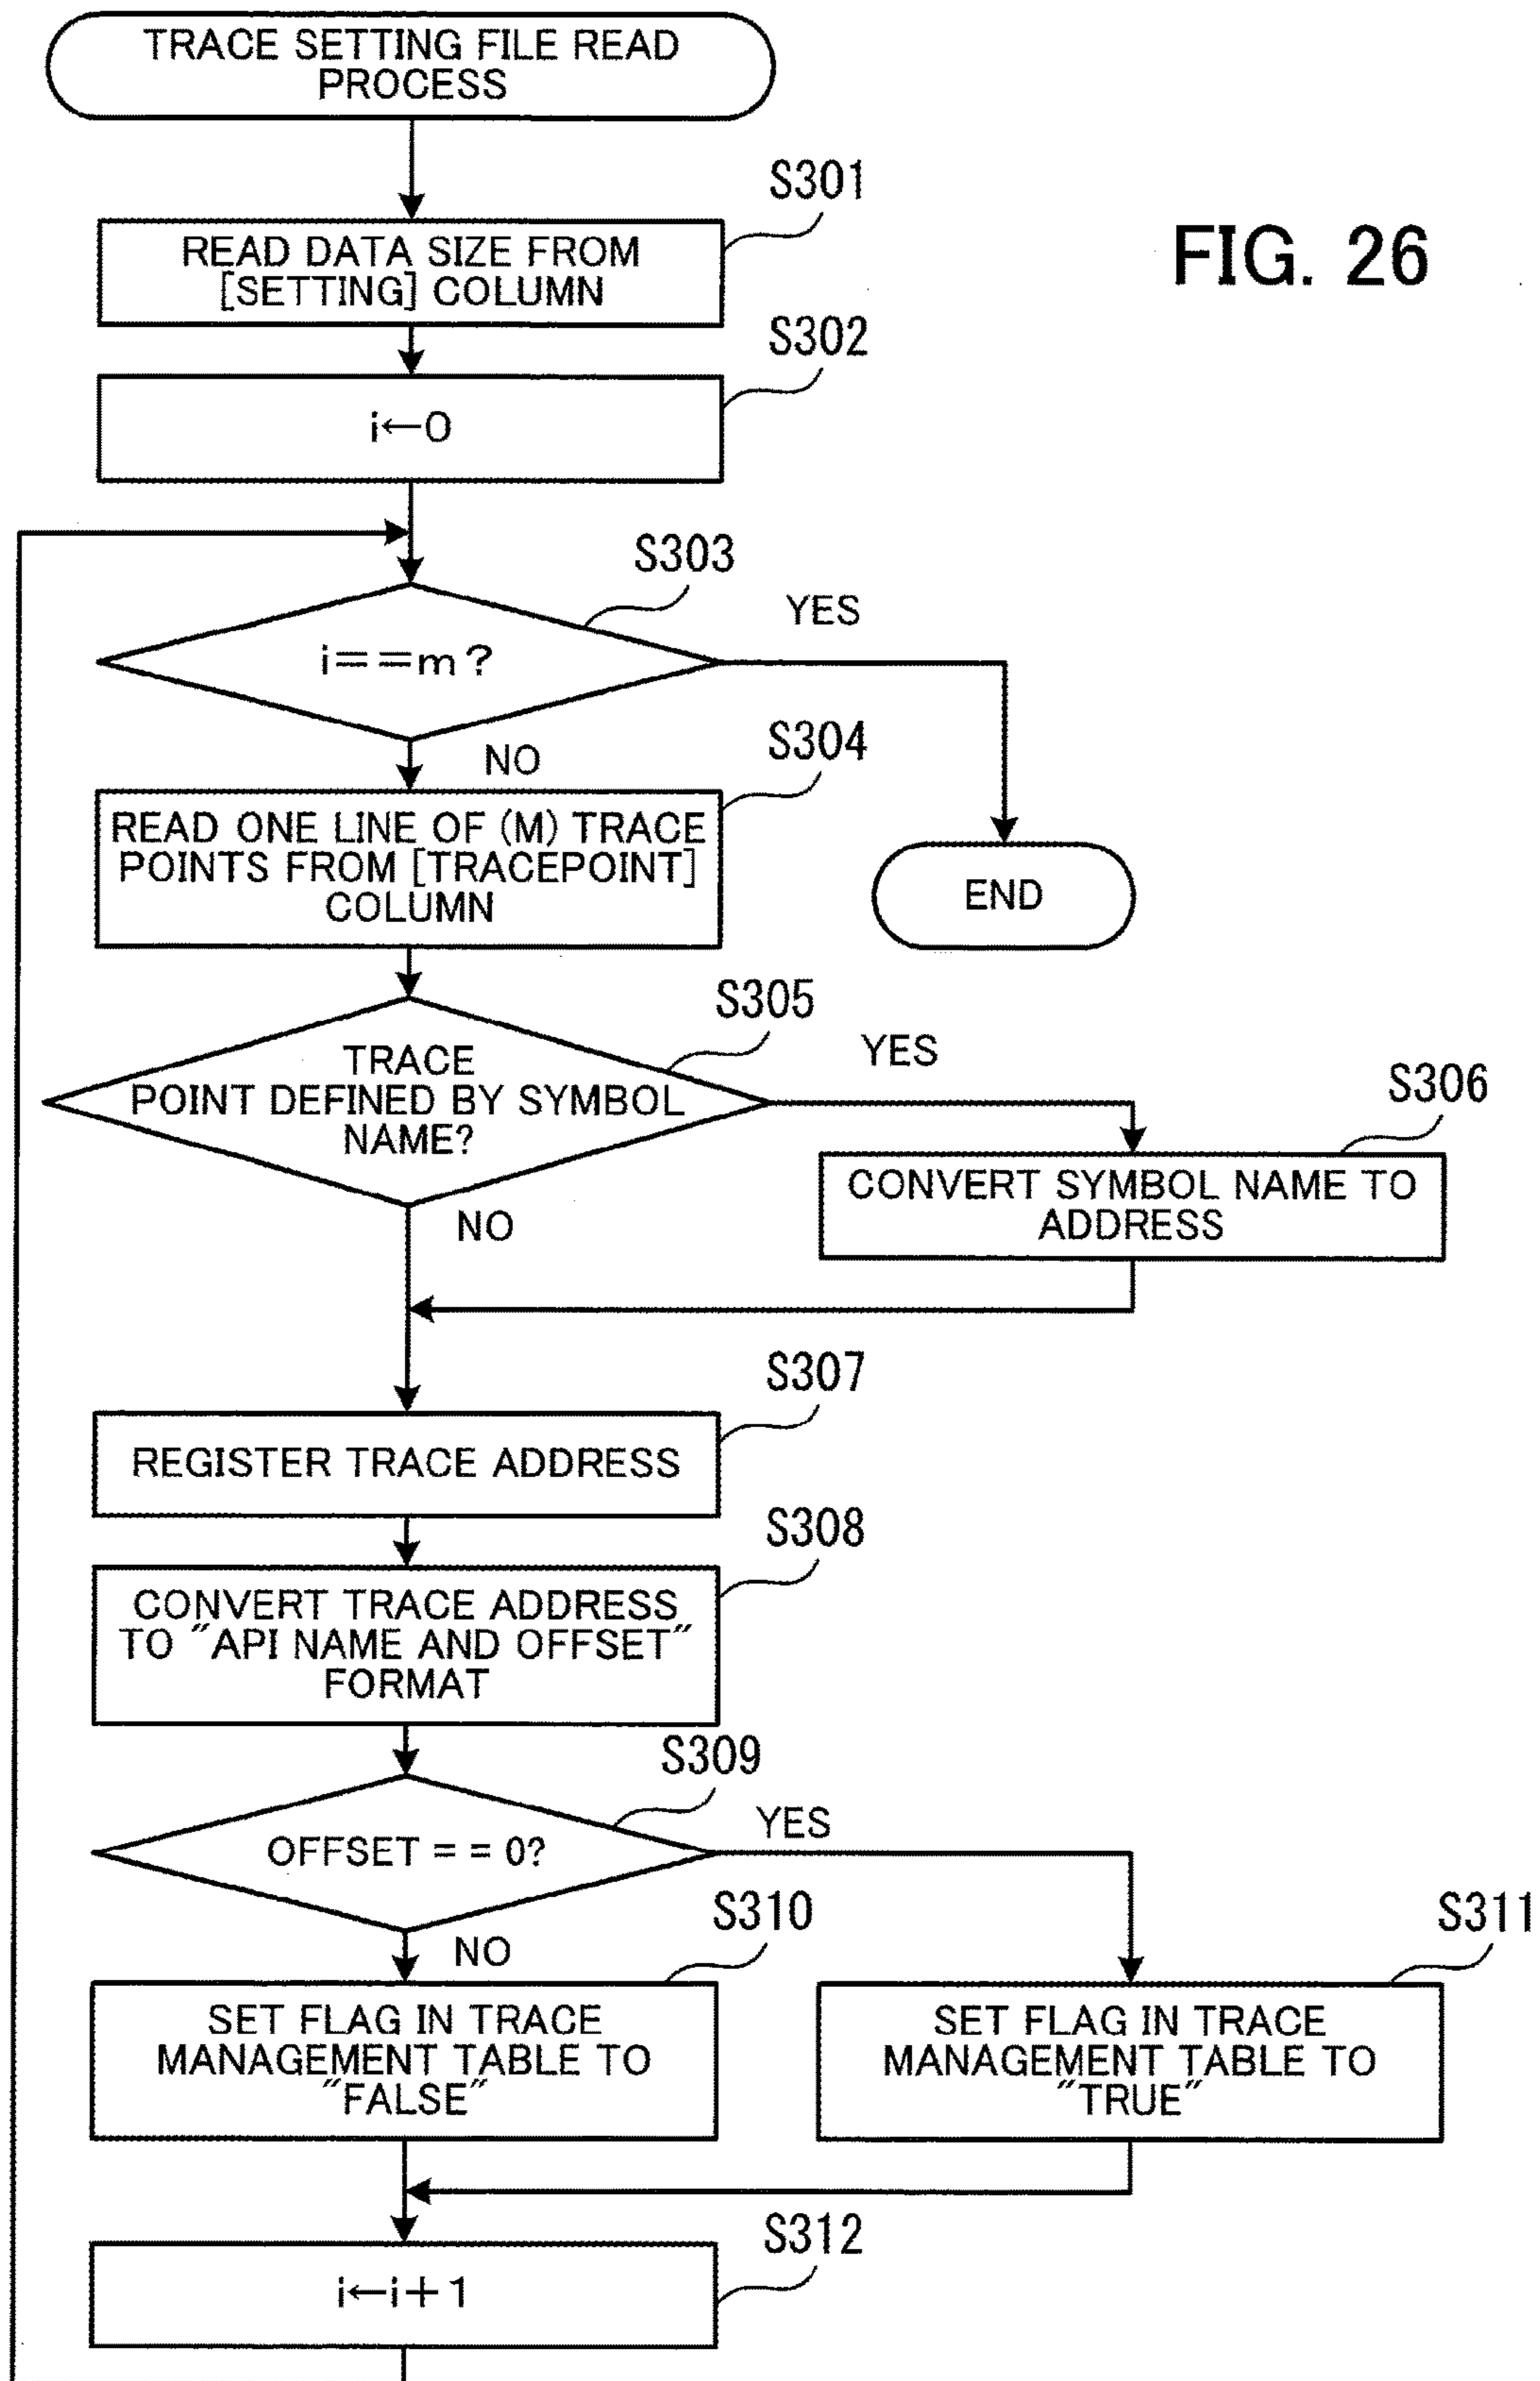 TRACE SETTING FILE READ
PROCESS
S301
READ DATA SIZE FROM
[SETTING] COLUMN
FIG. 26
S302
i←0
S303
YES
i==m?
NO
S304
READ ONE LINE OF (M) TRACE
POINTS FROM [TRACEPOINT]
COLUMN
END
S305
YES
TRACE
POINT DEFINED BY SYMBOL
NAME?
S306
CONVERT SYMBOL NAME TO
ADDRESS
NO
S307
REGISTER TRACE ADDRESS
S308
CONVERT TRACE ADDRESS
TO "API NAME AND OFFSET"
FORMAT
S309
YES
OFFSET = = 0?
S310
NO
S311
SET FLAG IN TRACE
MANAGEMENT TABLE TO
"FALSE"
SET FLAG IN TRACE
MANAGEMENT TABLE TO
"TRUE"
S312
i←i+1